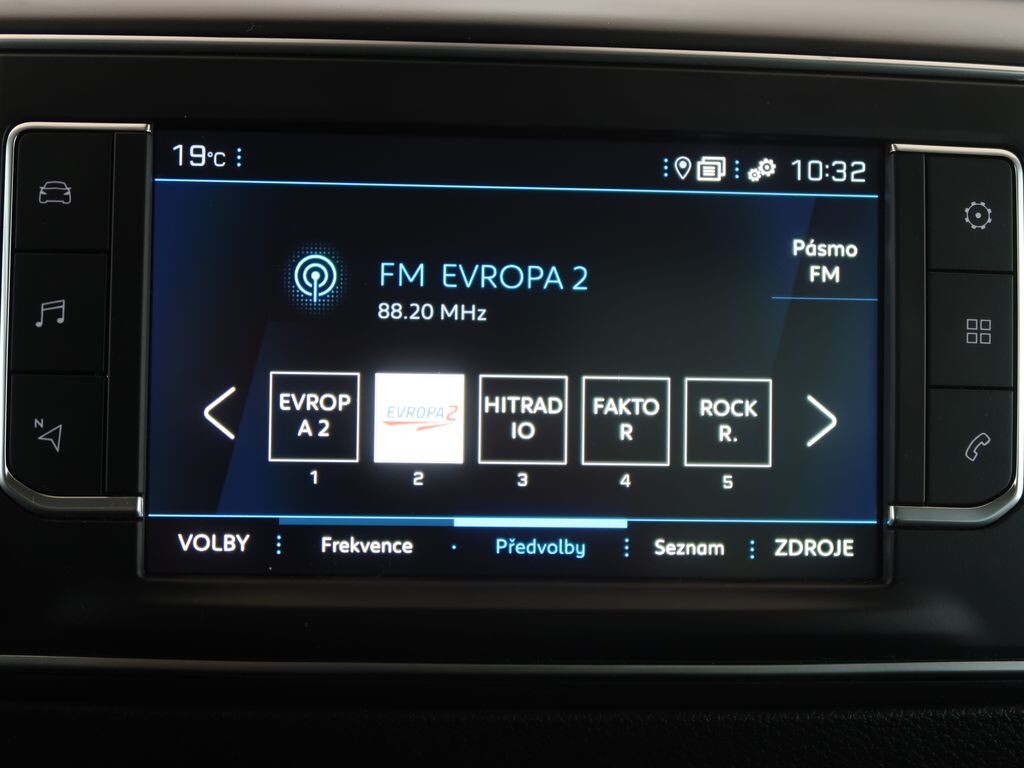 19°C
10:32
Pásmo
FM
FM EVROPA 2
88.20 MHz
EVROP
A 2
EVROPA 2
HITRAD
IO
FAKTO
R
ROCK
R.
1
2
3
4
5
N
VOLBY
Frekvence
Předvolby
Seznam
ZDROJE